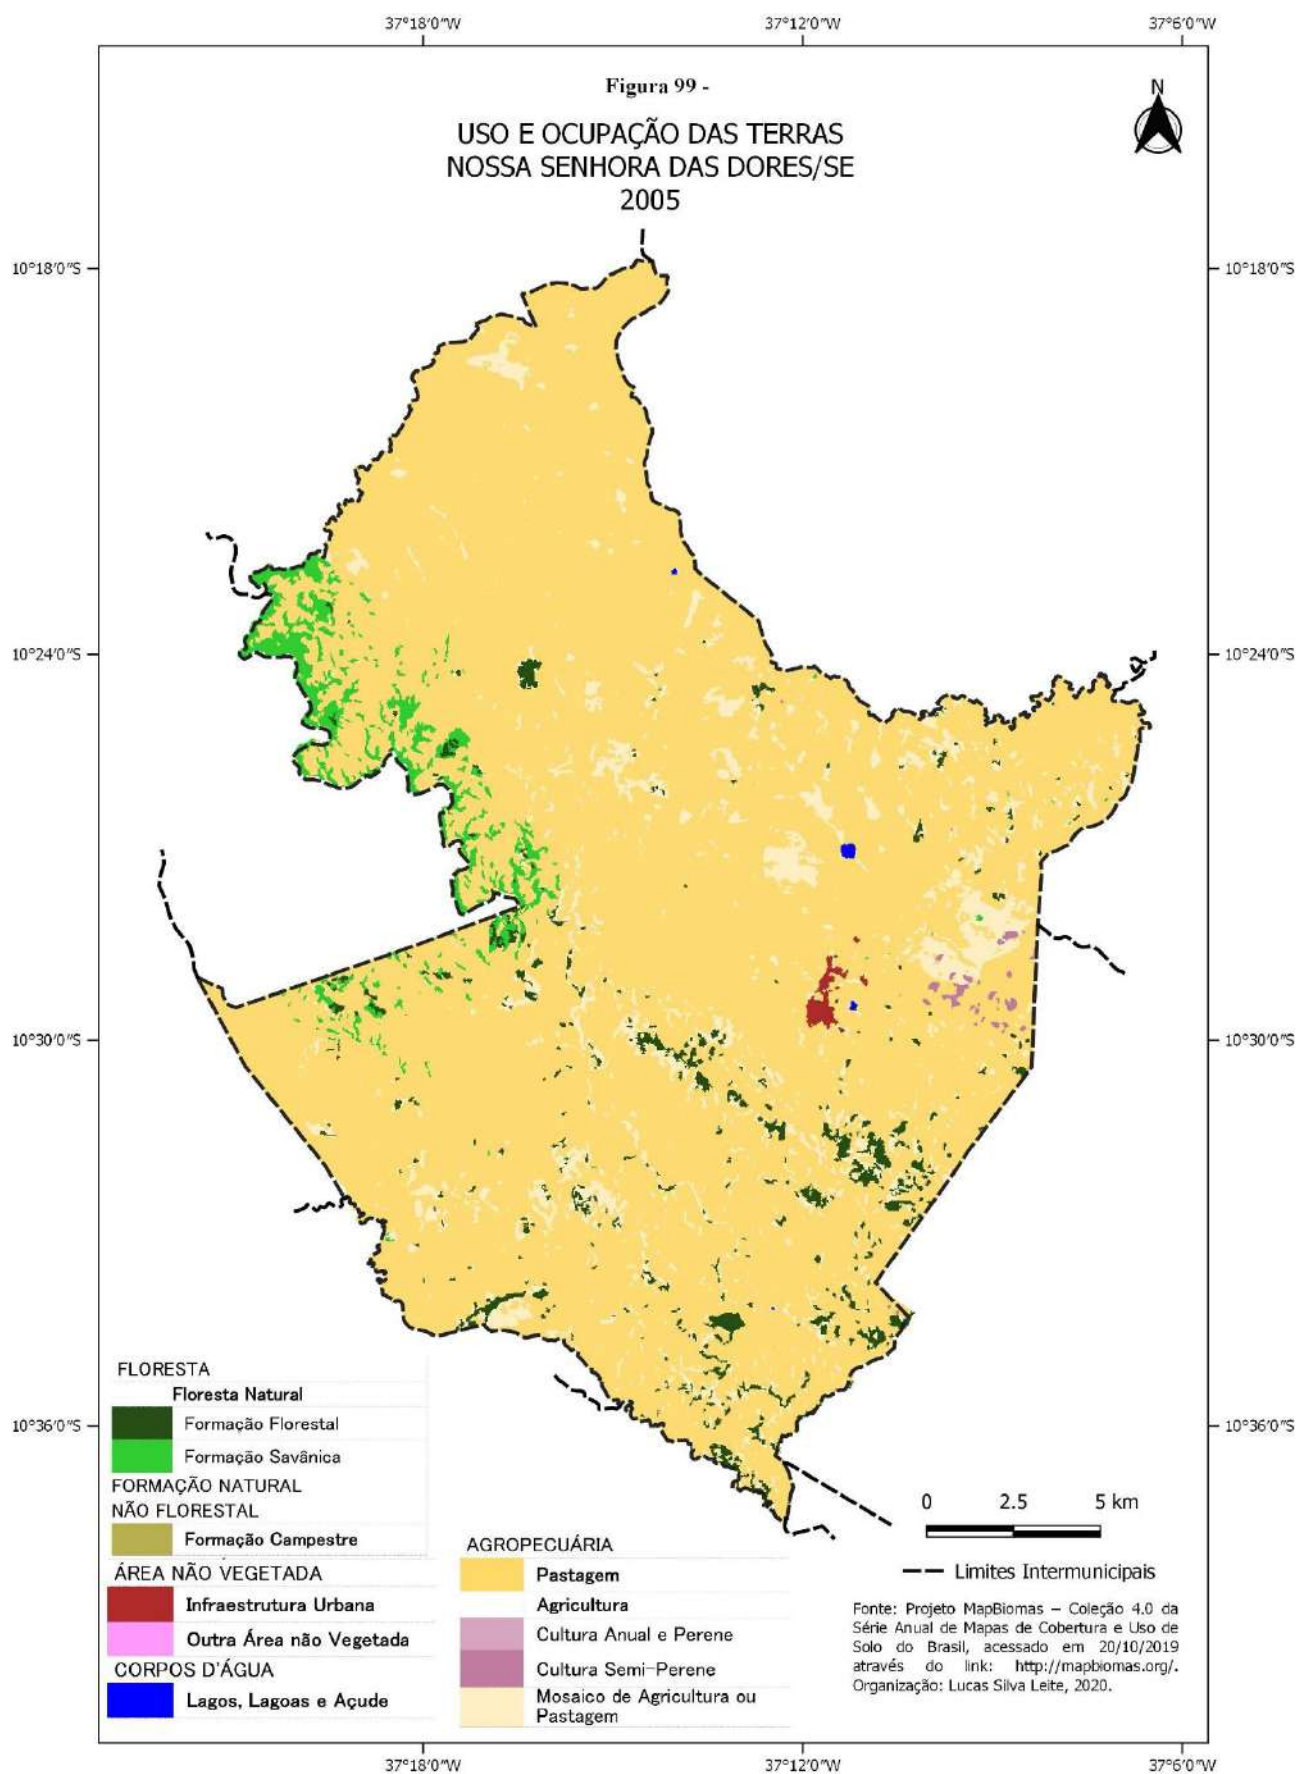 37°18′0″W 37°12′0″W 37°6′0″W
Figura 99 -
N
USO E OCUPAÇÃO DAS TERRAS
NOSSA SENHORA DAS DORES/SE
2005
10°18′0″S 10°18′0″S
10°24′0″S 10°24′0″S
10°30′0″S 10°30′0″S
10°36′0″S 10°36′0″S
FLORESTA
Floresta Natural
Formação Florestal
Formação Savânica
FORMAÇÃO NATURAL
NÃO FLORESTAL
Formação Campestre
ÁREA NÃO VEGETADA
Infraestrutura Urbana
Outra Área não Vegetada
CORPOS D'ÁGUA
Lagos, Lagoas e Açude
AGROPECUÁRIA
Pastagem
Agricultura
Cultura Anual e Perene
Cultura Semi-Perene
Mosaico de Agricultura ou
Pastagem
0 2.5 5 km
Limites Intermunicipais
Fonte: Projeto MapBiomas – Coleção 4.0 da
Série Anual de Mapas de Cobertura e Uso de
Solo do Brasil, acessado em 20/10/2019
através do link: http://mapbiomas.org/.
Organização: Lucas Silva Leite, 2020.
37°18′0″W 37°12′0″W 37°6′0″W